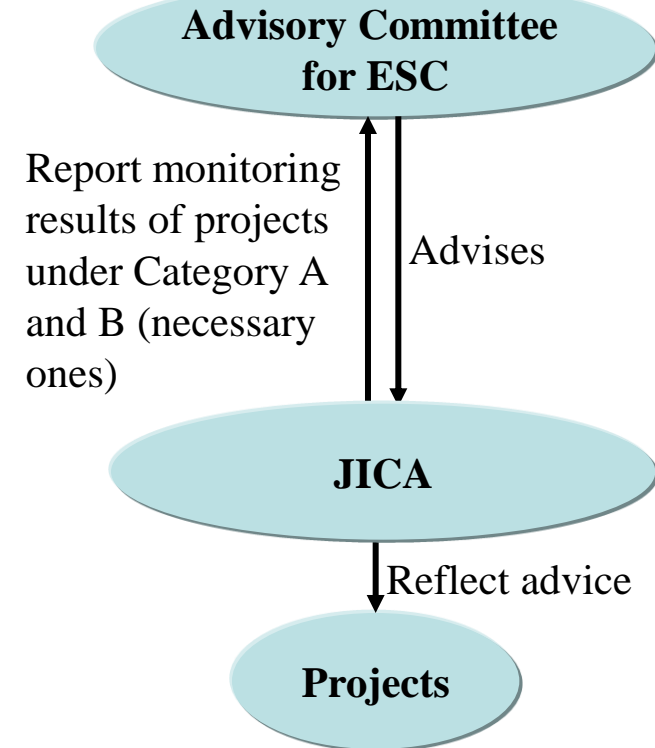 Advisory Committee
for ESC
Report monitoring
results of projects
under Category A
and B (necessary
ones)
Advises
JICA
Reflect advice
Projects